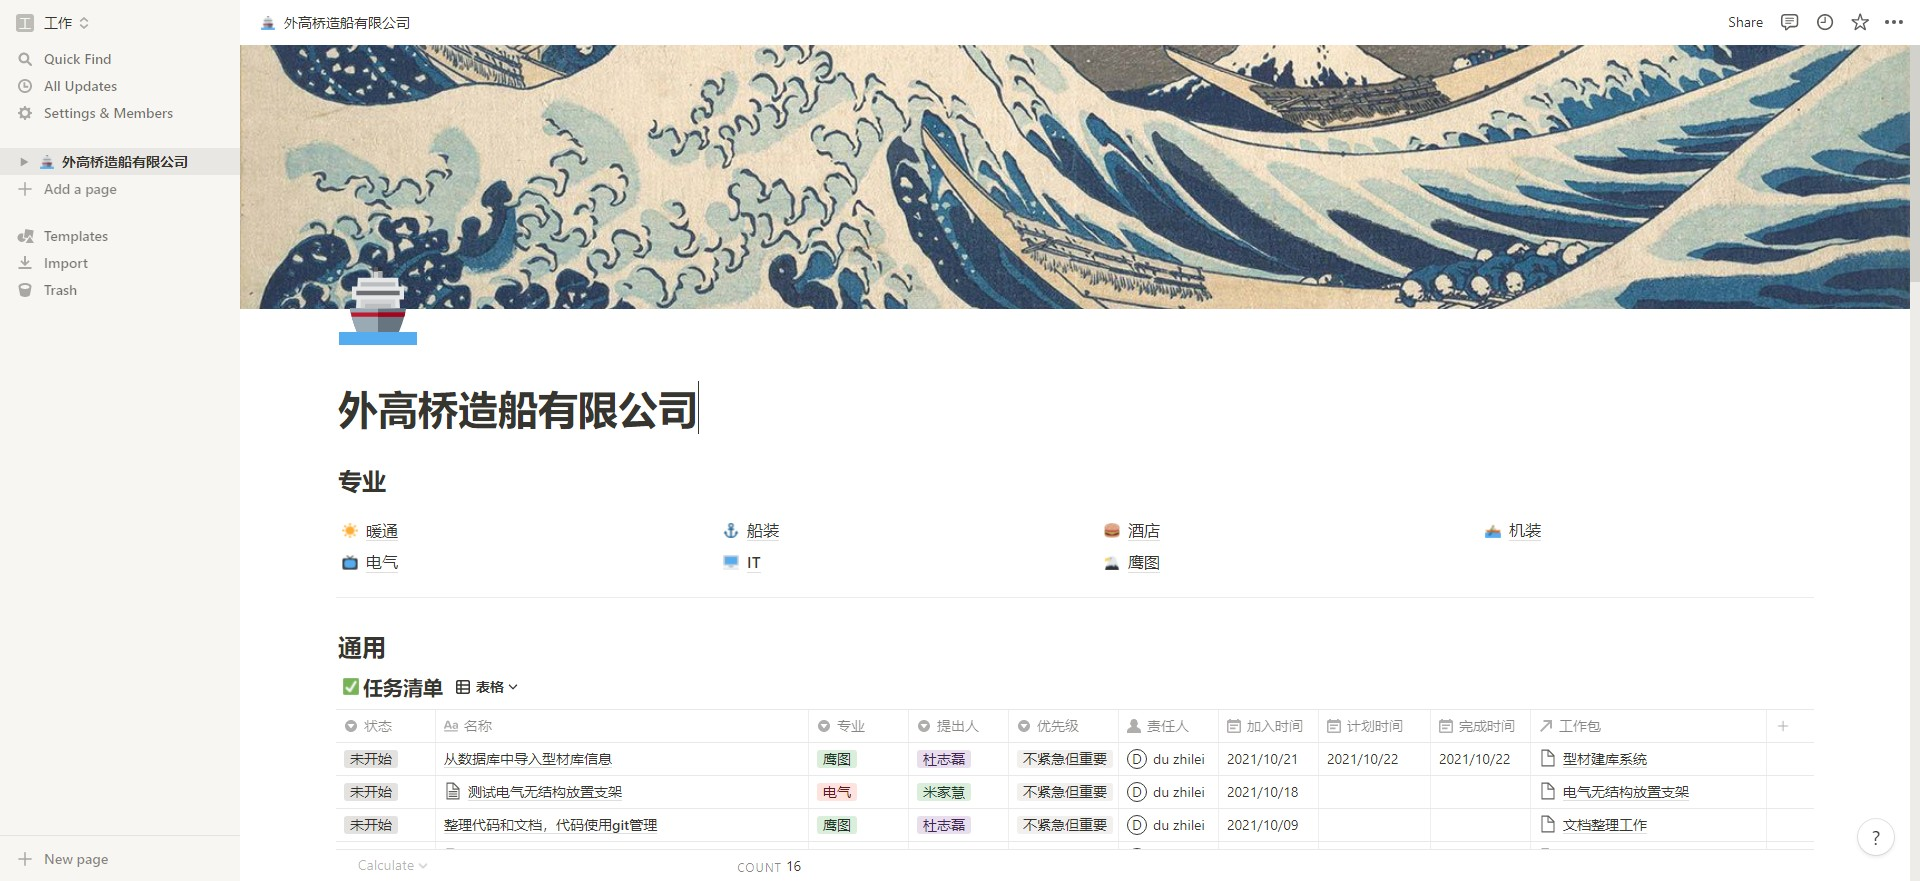 工 工作
外高桥造船有限公司
Share
Quick Find
All Updates
Settings & Members
外高桥造船有限公司
Add a page
Templates
Import
Trash
New page
外高桥造船有限公司
专业
暖通 船装 酒店 机装
电气 IT 鹰图
通用
任务清单 表格
状态 Aa 名称 专业 提出人 优先级 责任人 加入时间 计划时间 完成时间 工作包
未开始 从数据库中导入型材库信息 鹰图 杜志磊 不紧急但重要 D du zhilei 2021/10/21 2021/10/22 2021/10/22 型材建库系统
未开始 测试电气无结构放置支架 电气 米家慧 不紧急但重要 D du zhilei 2021/10/18 电气无结构放置支架
未开始 整理代码和文档，代码使用git管理 鹰图 杜志磊 不紧急但重要 D du zhilei 2021/10/09 文档整理工作
Calculate COUNT 16
?